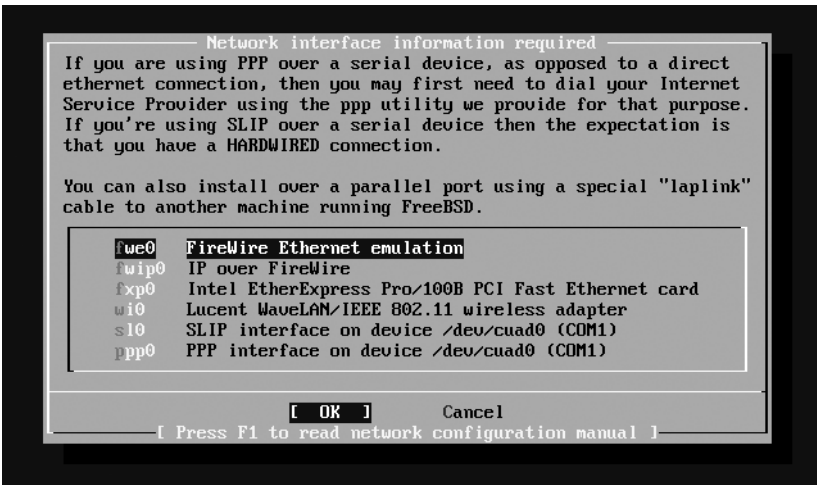 Network interface information required
If you are using PPP over a serial device, as opposed to a direct
ethernet connection, then you may first need to dial your Internet
Service Provider using the ppp utility we provide for that purpose.
If you're using SLIP over a serial device then the expectation is
that you have a HARDWIRED connection.
You can also install over a parallel port using a special "laplink"
cable to another machine running FreeBSD.
fwe0 FireWire Ethernet emulation
fwip0 IP over FireWire
fxp0 Intel EtherExpress Pro/100B PCI Fast Ethernet card
wi0 Lucent WaveLAN/IEEE 802.11 wireless adapter
sl0 SLIP interface on device /dev/cuad0 (COM1)
ppp0 PPP interface on device /dev/cuad0 (COM1)
[ OK ] Cancel
[ Press F1 to read network configuration manual ]